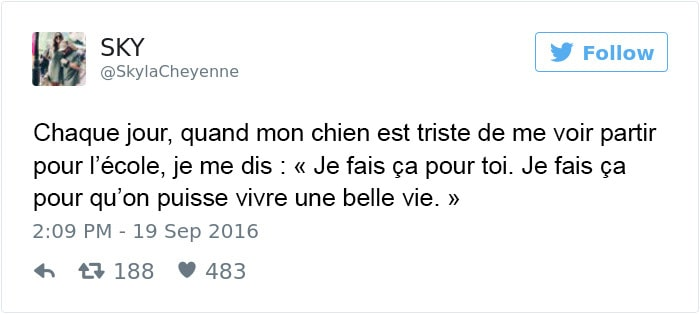 SKY
@SkylaCheyenne
Follow
Chaque jour, quand mon chien est triste de me voir partir
pour l’école, je me dis : « Je fais ça pour toi. Je fais ça
pour qu’on puisse vivre une belle vie. »
2:09 PM - 19 Sep 2016
188 483